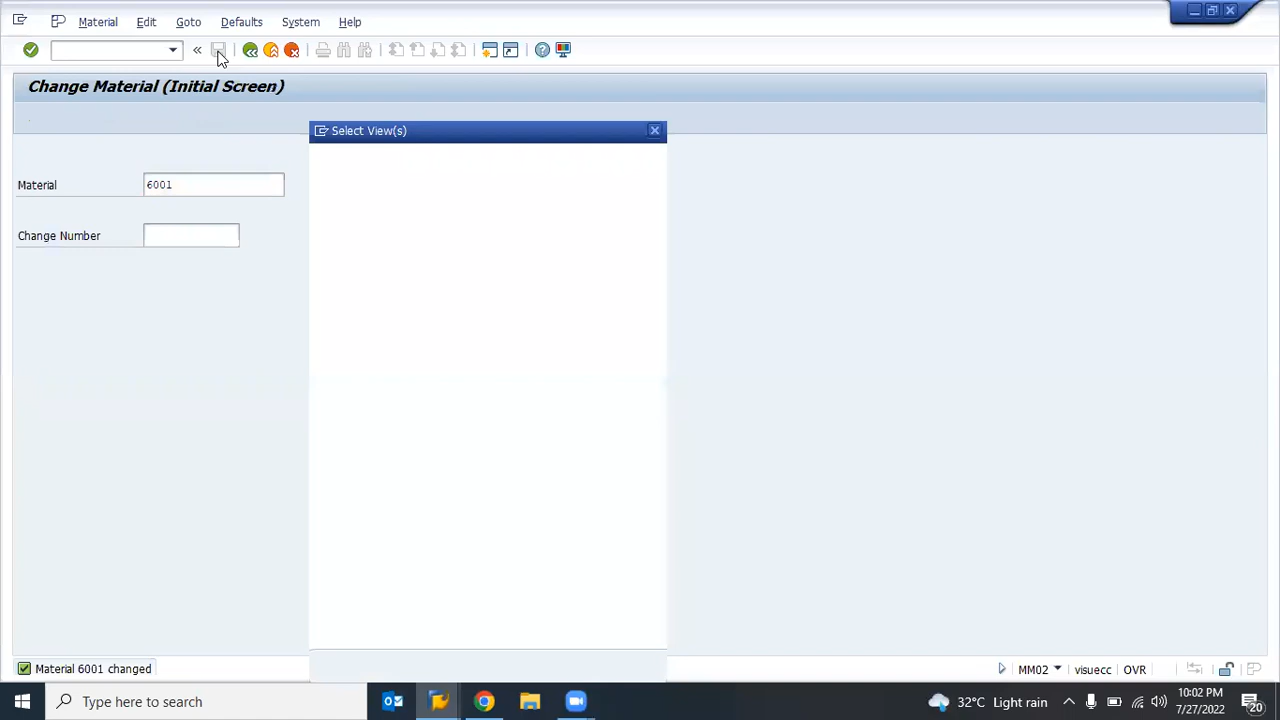 Material Edit Goto Defaults System Help
Change Material (Initial Screen)
Select View(s)
Material 6001
Change Number
Material 6001 changed
MM02 visuecc OVR
Type here to search
32°C Light rain
10:02 PM
7/27/2022
20